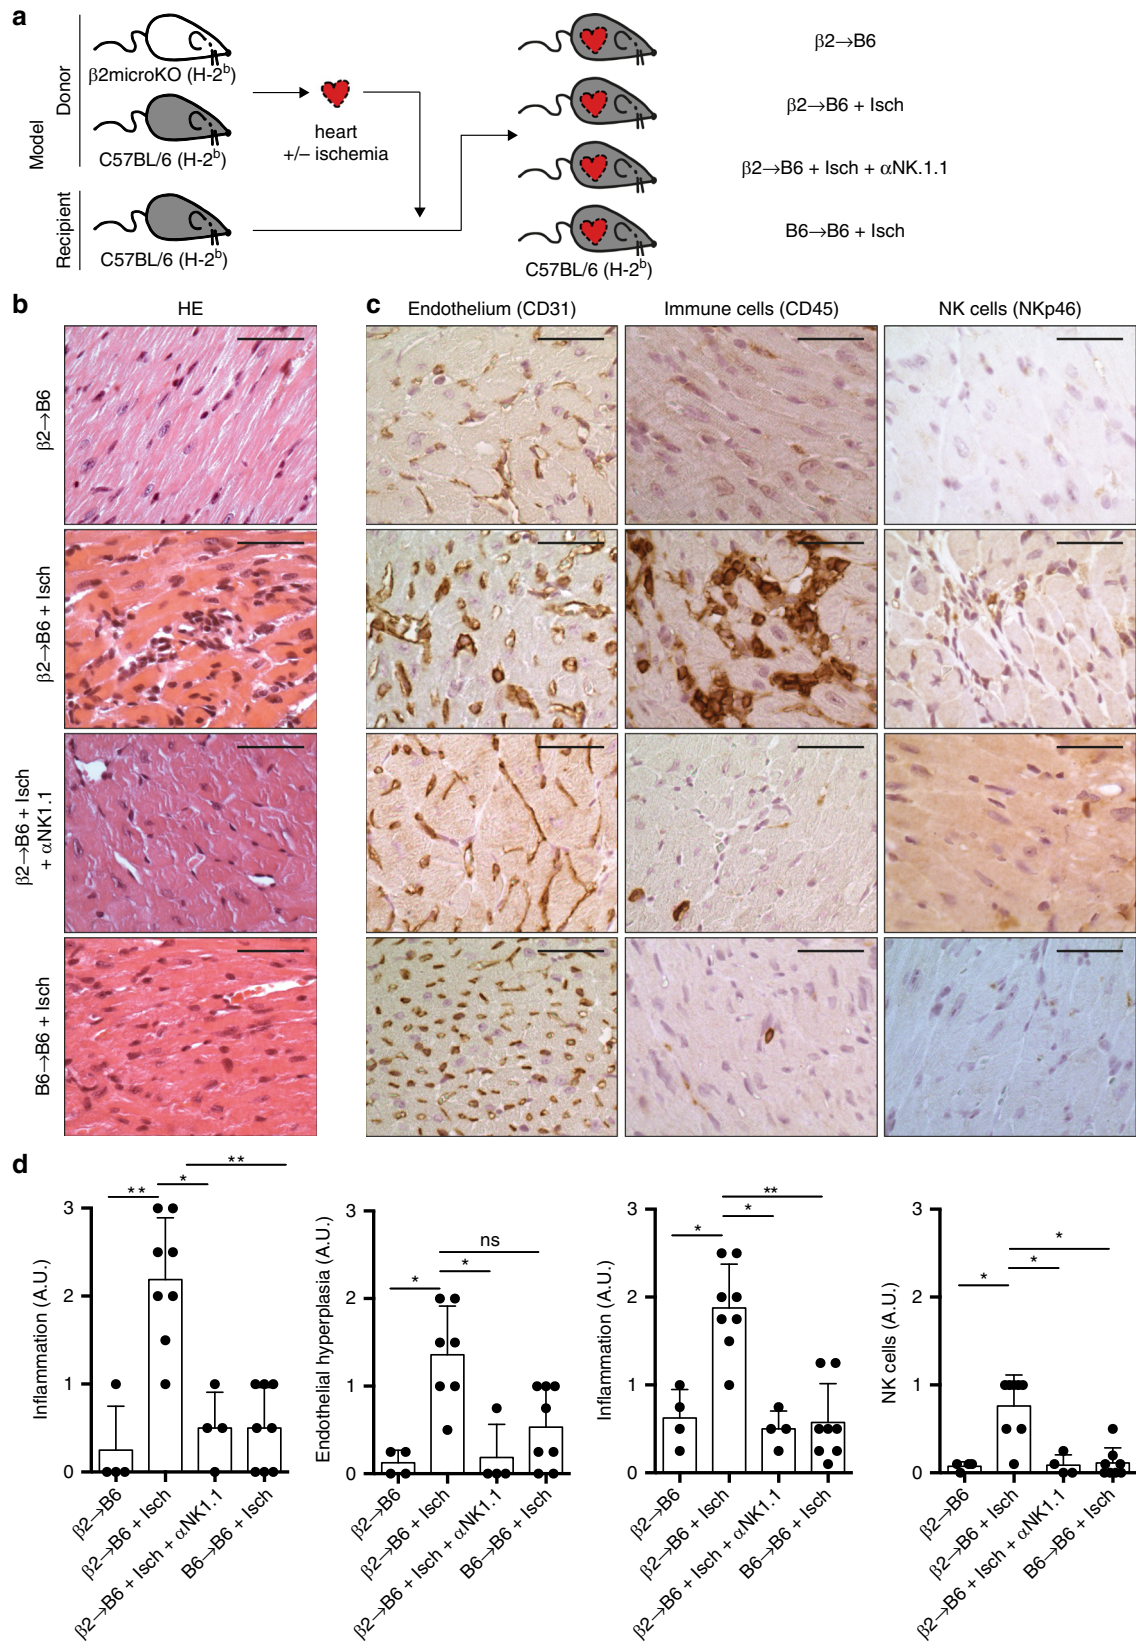 a
Model
Donor
Recipient
β2microKO (H-2ᵇ)
C57BL/6 (H-2ᵇ)
C57BL/6 (H-2ᵇ)
heart
+/− ischemia
C57BL/6 (H-2ᵇ)
β2→B6
β2→B6 + Isch
β2→B6 + Isch + αNK.1.1
B6→B6 + Isch
b
HE
c
Endothelium (CD31)
Immune cells (CD45)
NK cells (NKp46)
β2→B6
β2→B6 + Isch
β2→B6 + Isch
+ αNK1.1
B6→B6 + Isch
d
Inflammation (A.U.)
3
2
1
0
**
*
**
β2→B6
β2→B6 + Isch
β2→B6 + Isch + αNK1.1
B6→B6 + Isch
Endothelial hyperplasia (A.U.)
3
2
1
0
*
*
ns
β2→B6
β2→B6 + Isch
β2→B6 + Isch + αNK1.1
B6→B6 + Isch
Inflammation (A.U.)
3
2
1
0
*
*
**
β2→B6
β2→B6 + Isch
β2→B6 + Isch + αNK1.1
B6→B6 + Isch
NK cells (A.U.)
3
2
1
0
*
*
*
β2→B6
β2→B6 + Isch
β2→B6 + Isch + αNK1.1
B6→B6 + Isch